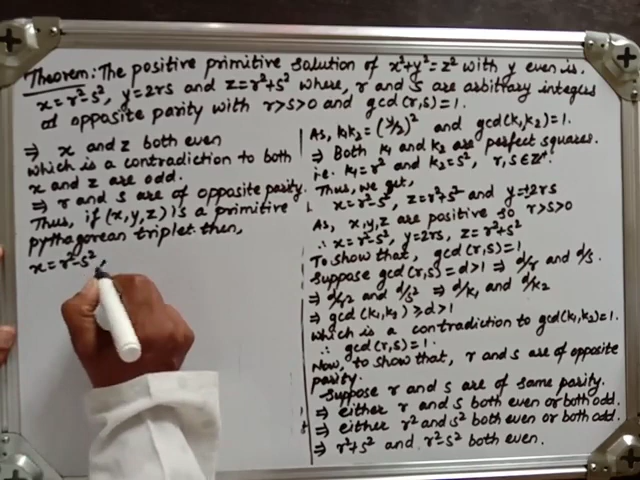 Theorem: The positive primitive solution of x²+y²=z² with y even is.
x=r²-s², y=2rs and z=r²+s² where, r and s are arbitrary integers
of opposite parity with r>s>0 and gcd(r,s)=1.
⇒ x and z both even
which is a contradiction to both
x and z are odd.
⇒ r and s are of opposite parity.
Thus, if (x,y,z) is a primitive
pythagorean triplet then,
x=r²-s²,
As, k₁k₂=(y/2)² and gcd(k₁,k₂)=1.
⇒ Both k₁ and k₂ are perfect squares.
i.e. k₁=r² and k₂=s², r,s∈Z⁺.
Thus, we get,
x=r²-s², z=r²+s² and y=±2rs
As, x,y,z are positive so r>s>0
∴ x=r²-s², y=2rs, z=r²+s²
To show that, gcd(r,s)=1
Suppose gcd(r,s)=d>1 ⇒ d/r and d/s.
⇒ d/r² and d/s² ⇒ d/k₁ and d/k₂
⇒ gcd(k₁,k₂)≥d>1
which is a contradiction to gcd(k₁,k₂)=1.
∴ gcd(r,s)=1.
Now, to show that, r and s are of opposite
parity.
Suppose r and s are of same parity.
⇒ either r and s both even or both odd.
⇒ either r² and s² both even or both odd.
⇒ r²+s² and r²-s² both even.